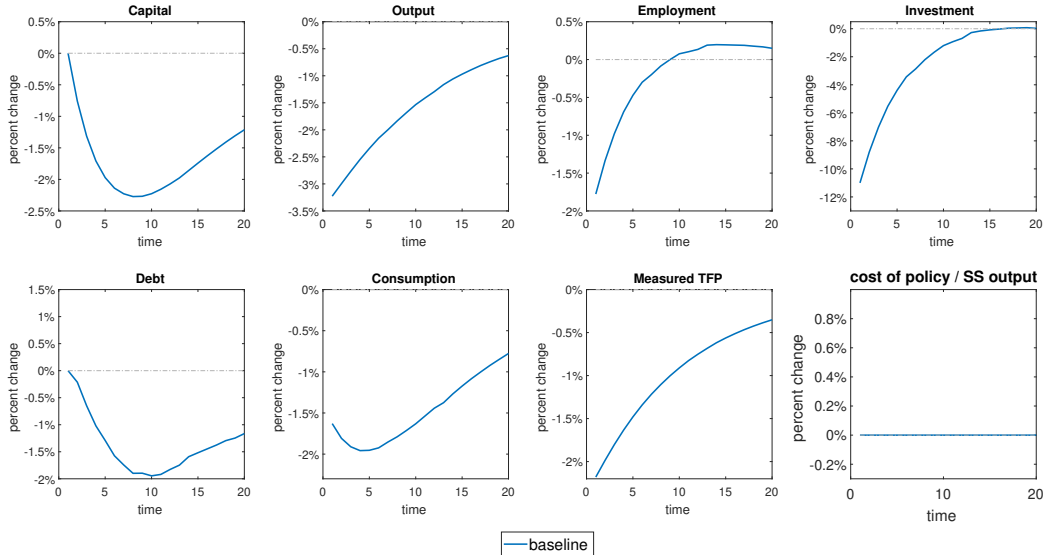 Capital
0.5%
0%
-0.5%
-1%
-1.5%
-2%
-2.5%
percent change
0 5 10 15 20
time
Output
0%
-0.5%
-1%
-1.5%
-2%
-2.5%
-3%
-3.5%
percent change
0 5 10 15 20
time
Employment
0.5%
0%
-0.5%
-1%
-1.5%
-2%
percent change
0 5 10 15 20
time
Investment
0%
-2%
-4%
-6%
-8%
-10%
-12%
percent change
0 5 10 15 20
time
Debt
1.5%
1%
0.5%
0%
-0.5%
-1%
-1.5%
-2%
percent change
0 5 10 15 20
time
Consumption
0%
-0.5%
-1%
-1.5%
-2%
percent change
0 5 10 15 20
time
Measured TFP
0%
-0.5%
-1%
-1.5%
-2%
percent change
0 5 10 15 20
time
cost of policy / SS output
0.8%
0.6%
0.4%
0.2%
0%
-0.2%
percent change
0 10 20
time
baseline